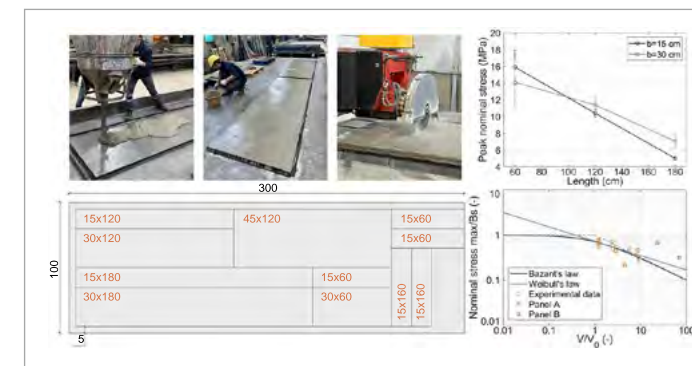 b=15 cm
b=30 cm
Peak nominal stress (MPa)
20
18
16
14
12
10
8
6
4
60 80 100 120 140 160 180
Length (cm)
300
100
15x120
30x120
45x120
15x60
15x60
15x180
30x180
15x60
30x60
15x160
15x160
5
Nominal stress max/Bs (-)
10
1
0.1
0.01
Bazant's law
Weibull's law
Experimental data
Panel A
Panel B
0.01 0.1 1 10 100
V/V0 (-)